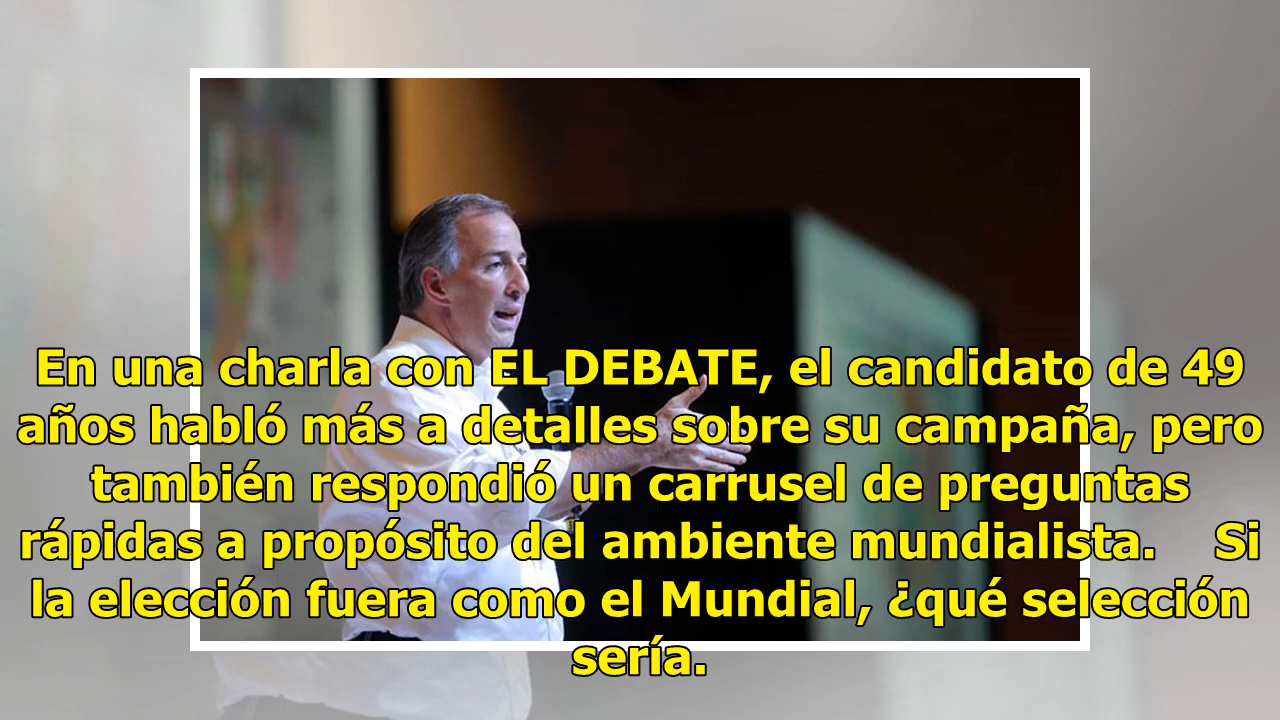 En una charla con EL DEBATE, el candidato de 49
años habló más a detalles sobre su campaña, pero
también respondió un carrusel de preguntas
rápidas a propósito del ambiente mundialista. Si
la elección fuera como el Mundial, ¿qué selección
sería.